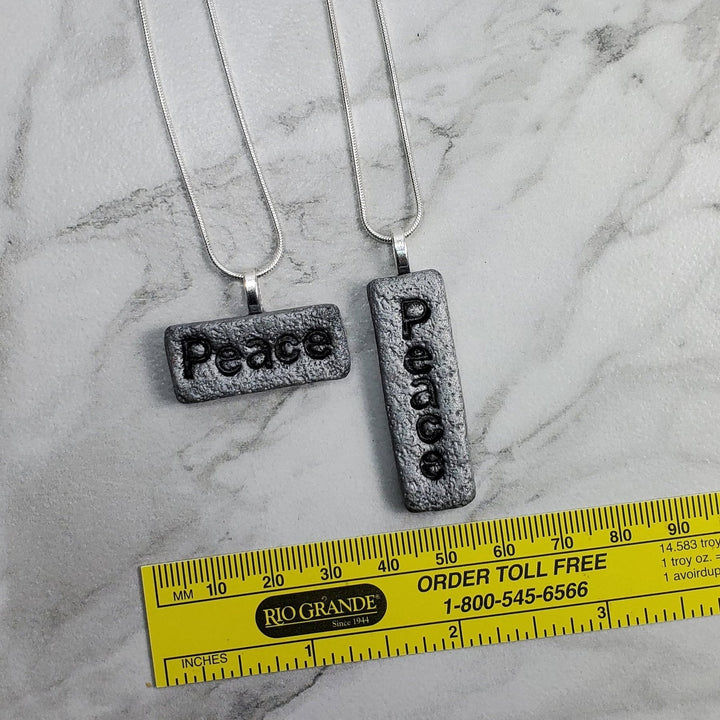 Peace
Peace
MM 10 20 30 40 50 60 70 80 90
RIO GRANDE®
Since 1944
ORDER TOLL FREE
1-800-545-6566
14.583 troy
1 troy oz. =
1 avoirdup
INCHES 1 2 3